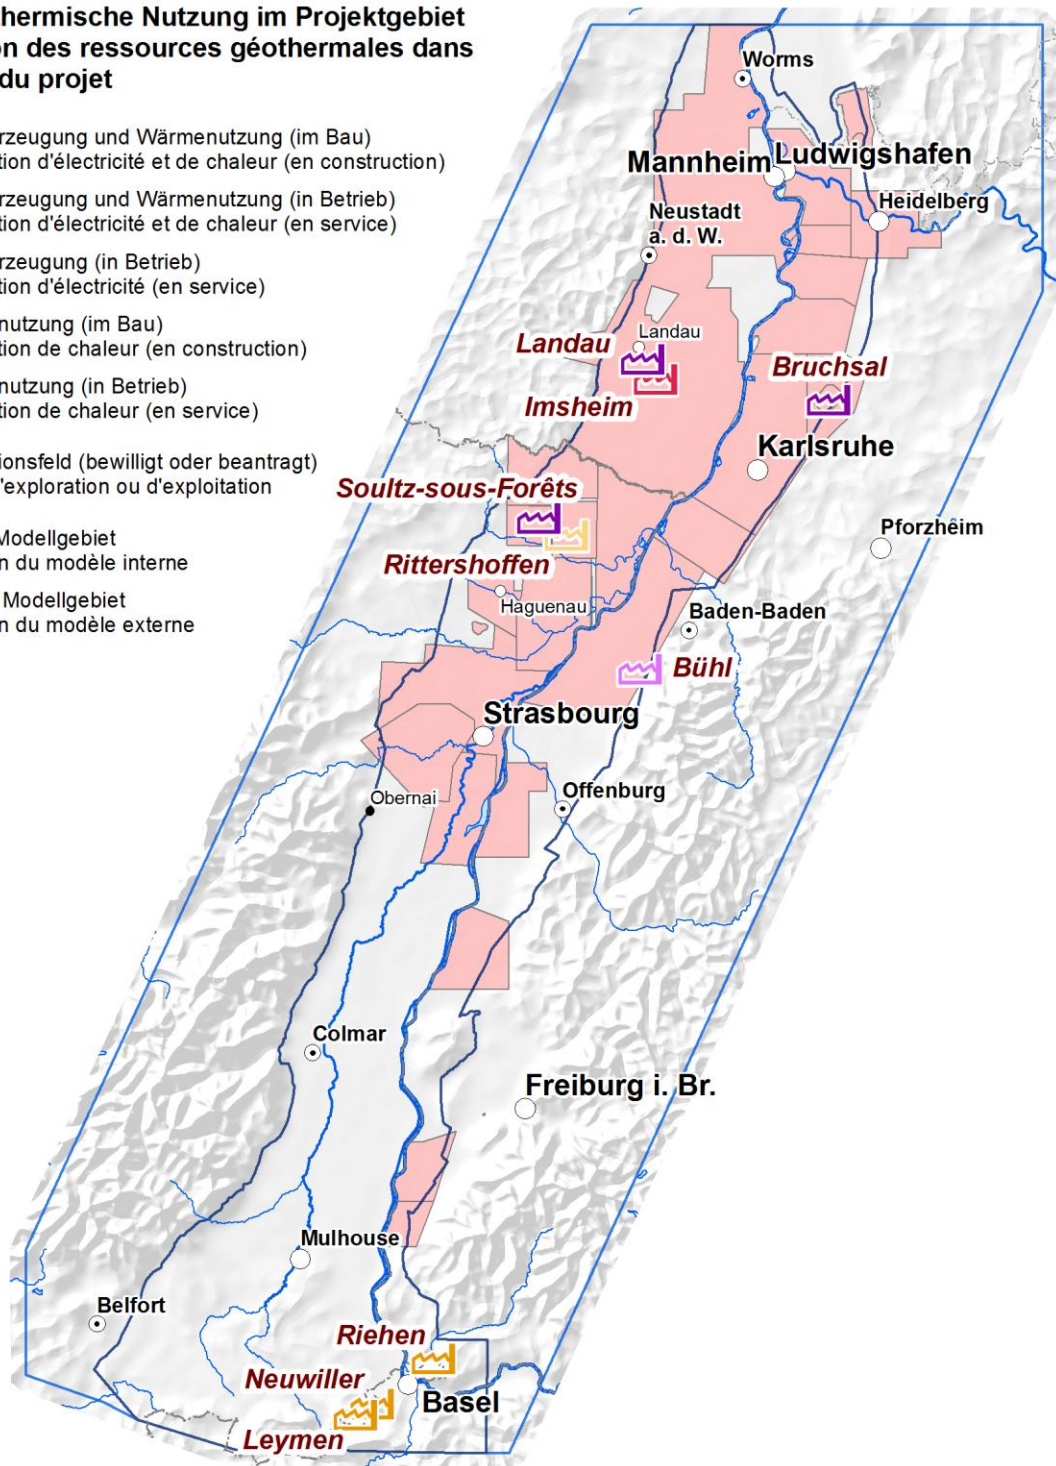 hermische Nutzung im Projektgebiet
on des ressources géothermales dans
du projet
rzeugung und Wärmenutzung (im Bau)
tion d'électricité et de chaleur (en construction)
rzeugung und Wärmenutzung (in Betrieb)
tion d'électricité et de chaleur (en service)
rzeugung (in Betrieb)
tion d'électricité (en service)
nutzung (im Bau)
tion de chaleur (en construction)
nutzung (in Betrieb)
tion de chaleur (en service)
ionsfeld (bewilligt oder beantragt)
'exploration ou d'exploitation
Modellgebiet
n du modèle interne
Modellgebiet
n du modèle externe
Worms
Mannheim
Ludwigshafen
Heidelberg
Neustadt
a. d. W.
Landau
Landau
Imsheim
Bruchsal
Karlsruhe
Soultz-sous-Forêts
Pforzheim
Rittershoffen
Haguenau
Baden-Baden
Bühl
Strasbourg
Obernai
Offenburg
Colmar
Freiburg i. Br.
Mulhouse
Belfort
Riehen
Neuwiller
Basel
Leymen